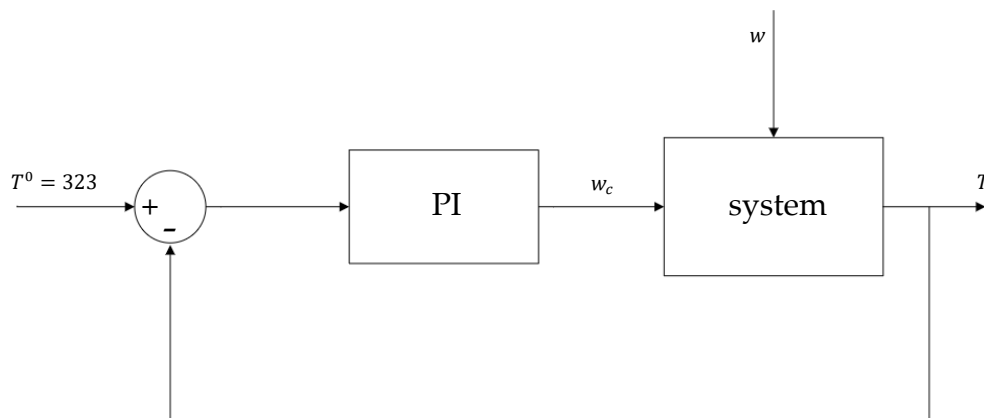 w
T⁰ = 323
+
-
PI
w_c
system
T